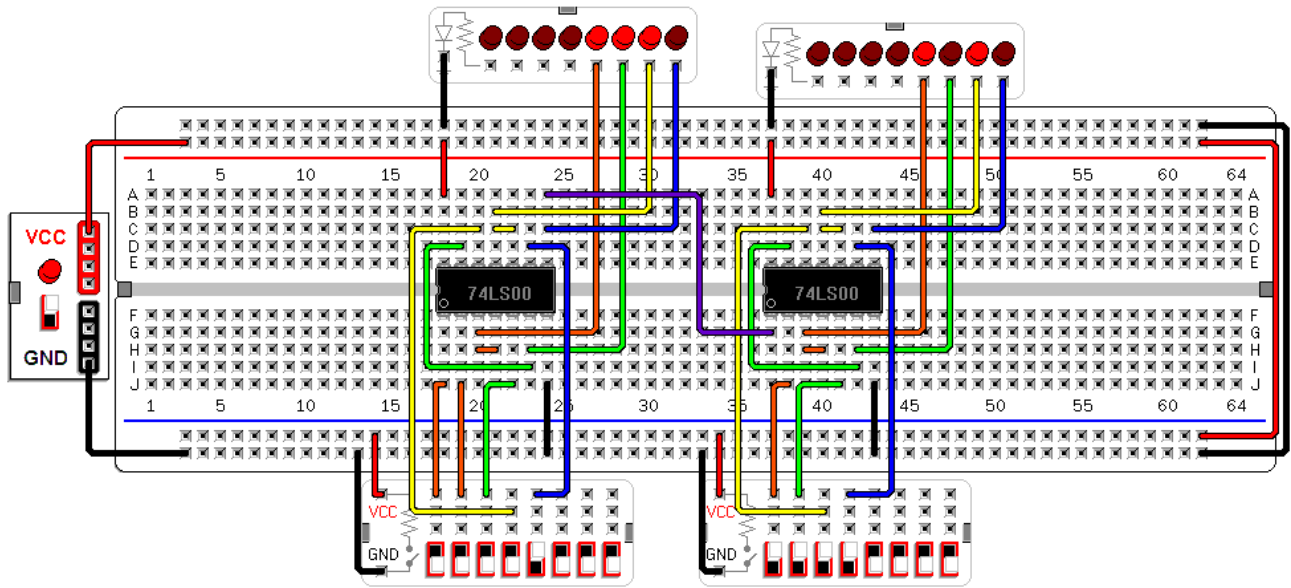 1 5 10 15 20 25 30 35 40 45 50 55 60 64
A A
B B
C C
VCC
D D
E E
74LS00 74LS00
F F
G G
GND
H H
I I
J J
1 5 10 15 20 25 30 35 40 45 50 55 60 64
VCC VCC
GND GND